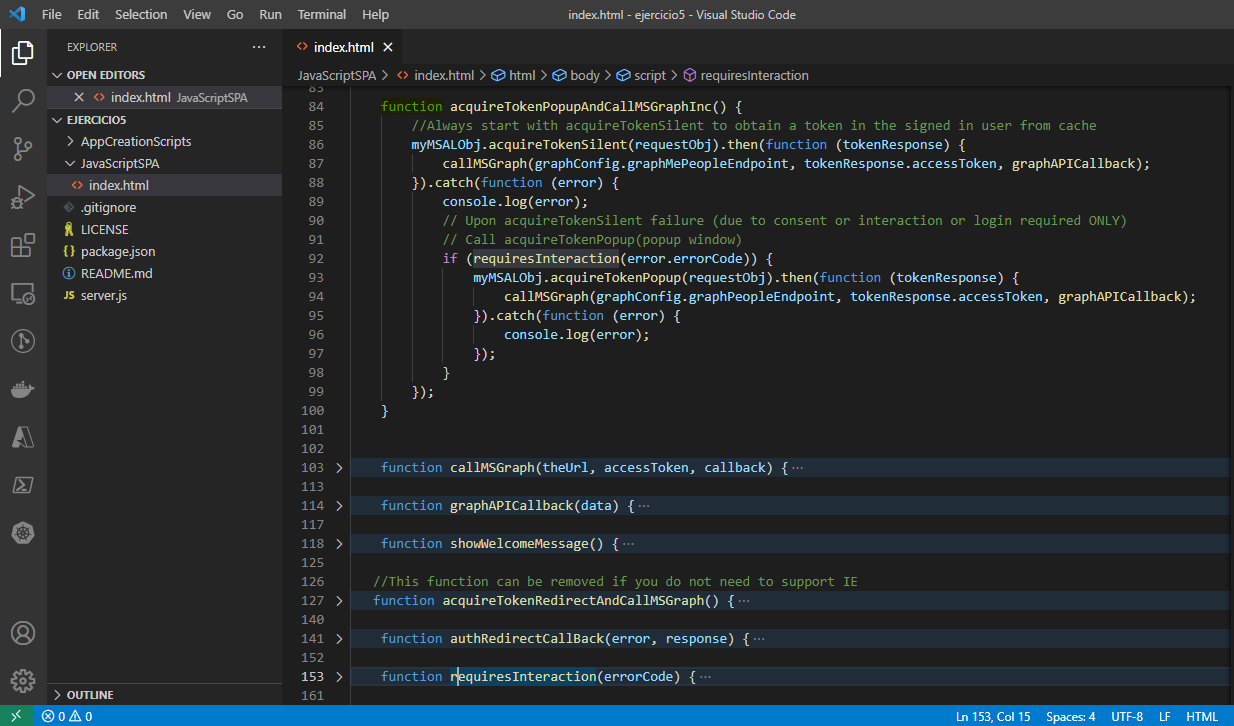 File Edit Selection View Go Run Terminal Help index.html - ejercicio5 - Visual Studio Code
EXPLORER ···
OPEN EDITORS
index.html JavaScriptSPA
EJERCICIO5
AppCreationScripts
JavaScriptSPA
index.html
.gitignore
LICENSE
{} package.json
README.md
JS server.js
OUTLINE
index.html
JavaScriptSPA > index.html > html > body > script > requiresInteraction
83
84 function acquireTokenPopupAndCallMSGraphInc() {
85 //Always start with acquireTokenSilent to obtain a token in the signed in user from cache
86 myMSALObj.acquireTokenSilent(requestObj).then(function (tokenResponse) {
87 callMSGraph(graphConfig.graphMePeopleEndpoint, tokenResponse.accessToken, graphAPICallback);
88 }).catch(function (error) {
89 console.log(error);
90 // Upon acquireTokenSilent failure (due to consent or interaction or login required ONLY)
91 // Call acquireTokenPopup(popup window)
92 if (requiresInteraction(error.errorCode)) {
93 myMSALObj.acquireTokenPopup(requestObj).then(function (tokenResponse) {
94 callMSGraph(graphConfig.graphPeopleEndpoint, tokenResponse.accessToken, graphAPICallback);
95 }).catch(function (error) {
96 console.log(error);
97 });
98 }
99 });
100 }
101
102
103 function callMSGraph(theUrl, accessToken, callback) {···
113
114 function graphAPICallback(data) {···
117
118 function showWelcomeMessage() {···
125
126 //This function can be removed if you do not need to support IE
127 function acquireTokenRedirectAndCallMSGraph() {···
140
141 function authRedirectCallBack(error, response) {···
152
153 function requiresInteraction(errorCode) {···
161
0 0 Ln 153, Col 15 Spaces: 4 UTF-8 LF HTML